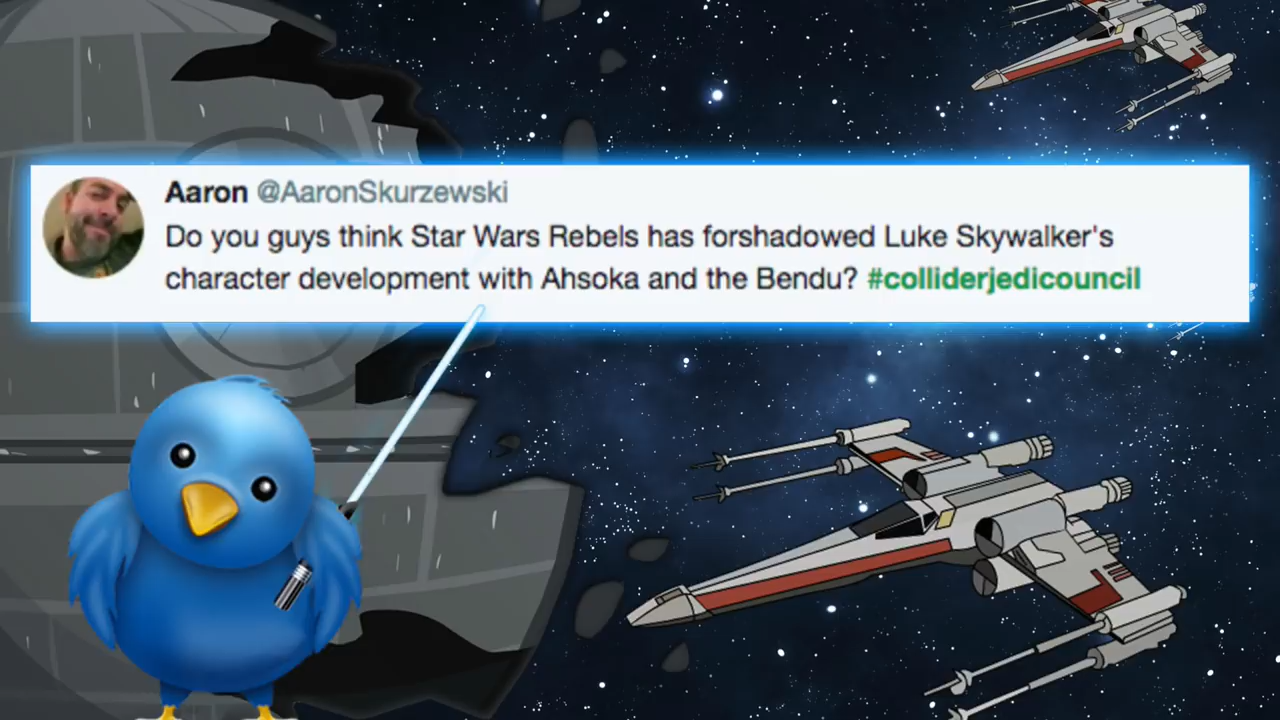 Aaron @AaronSkurzewski
Do you guys think Star Wars Rebels has forshadowed Luke Skywalker's
character development with Ahsoka and the Bendu? #colliderjedicouncil